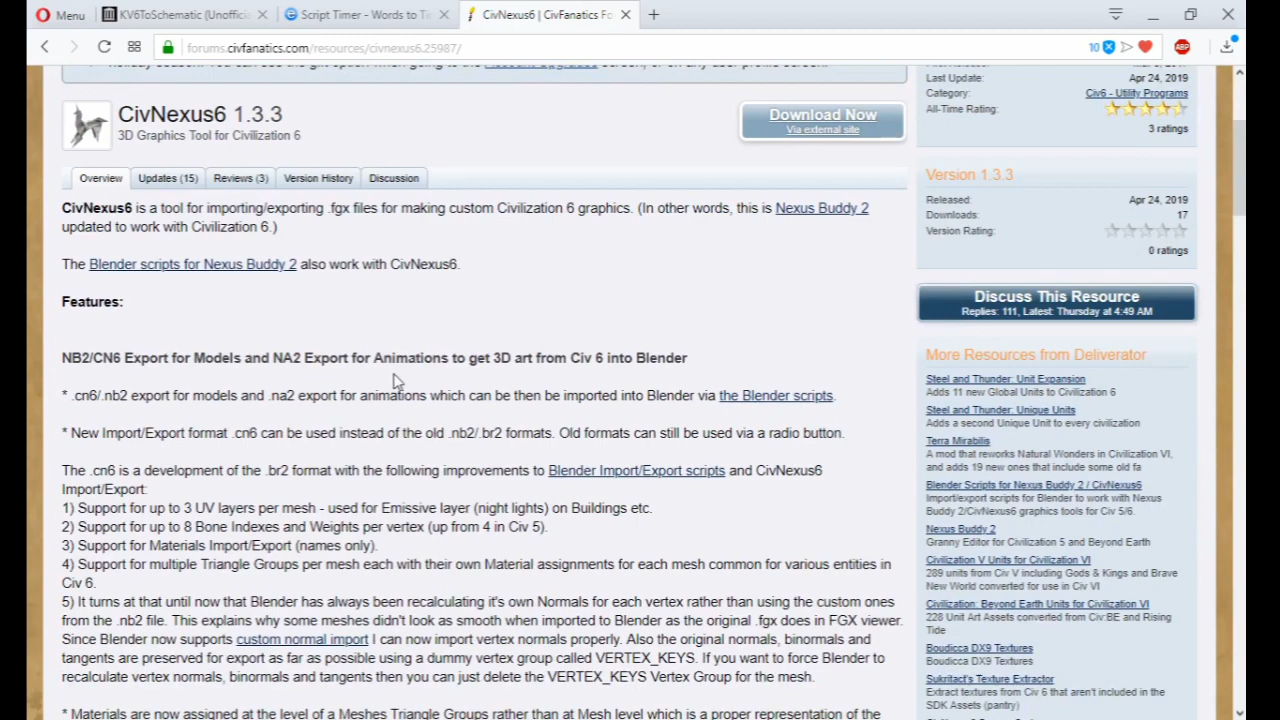 Menu
KV6ToSchematic (Unoffici
Script Timer - Words to Ti
CivNexus6 | CivFanatics Fo
forums.civfanatics.com/resources/civnexus6.25987/
10
ABP
Last Update: Apr 24, 2019
Category: Civ6 - Utility Programs
All-Time Rating:
3 ratings
CivNexus6 1.3.3
3D Graphics Tool for Civilization 6
Download Now
Via external site
Overview Updates (15) Reviews (3) Version History Discussion
CivNexus6 is a tool for importing/exporting .fgx files for making custom Civilization 6 graphics. (In other words, this is Nexus Buddy 2
updated to work with Civilization 6.)
The Blender scripts for Nexus Buddy 2 also work with CivNexus6.
Features:
NB2/CN6 Export for Models and NA2 Export for Animations to get 3D art from Civ 6 into Blender
* .cn6/.nb2 export for models and .na2 export for animations which can be then be imported into Blender via the Blender scripts.
* New Import/Export format .cn6 can be used instead of the old .nb2/.br2 formats. Old formats can still be used via a radio button.
The .cn6 is a development of the .br2 format with the following improvements to Blender Import/Export scripts and CivNexus6
Import/Export:
1) Support for up to 3 UV layers per mesh - used for Emissive layer (night lights) on Buildings etc.
2) Support for up to 8 Bone Indexes and Weights per vertex (up from 4 in Civ 5).
3) Support for Materials Import/Export (names only).
4) Support for multiple Triangle Groups per mesh each with their own Material assignments for each mesh common for various entities in
Civ 6.
5) It turns at that until now that Blender has always been recalculating it's own Normals for each vertex rather than using the custom ones
from the .nb2 file. This explains why some meshes didn't look as smooth when imported to Blender as the original .fgx does in FGX viewer.
Since Blender now supports custom normal import I can now import vertex normals properly. Also the original normals, binormals and
tangents are preserved for export as far as possible using a dummy vertex group called VERTEX_KEYS. If you want to force Blender to
recalculate vertex normals, binormals and tangents then you can just delete the VERTEX_KEYS Vertex Group for the mesh.
* Materials are now assigned at the level of a Meshes Triangle Groups rather than at Mesh level which is a proper representation of the
Version 1.3.3
Released: Apr 24, 2019
Downloads: 17
Version Rating:
0 ratings
Discuss This Resource
Replies: 111, Latest: Thursday at 4:49 AM
More Resources from Deliverator
Steel and Thunder: Unit Expansion
Adds 11 new Global Units to Civilization 6
Steel and Thunder: Unique Units
Adds a second Unique Unit to every civilization
Terra Mirabilis
A mod that reworks Natural Wonders in Civilization VI,
and adds 19 new ones that include some old fa
Blender Scripts for Nexus Buddy 2 / CivNexus6
Import/export scripts for Blender to work with Nexus
Buddy 2/CivNexus6 graphics tools for Civ 5/6.
Nexus Buddy 2
Granny Editor for Civilization 5 and Beyond Earth
Civilization V Units for Civilization VI
289 units from Civ V including Gods & Kings and Brave
New World converted for use in Civ VI
Civilization: Beyond Earth Units for Civilization VI
228 Unit Art Assets converted from Civ:BE and Rising
Tide
Boudicca DX9 Textures
Boudicca DX9 Textures
Sukritact's Texture Extractor
Extract textures from Civ 6 that aren't included in the
SDK Assets (pantry)